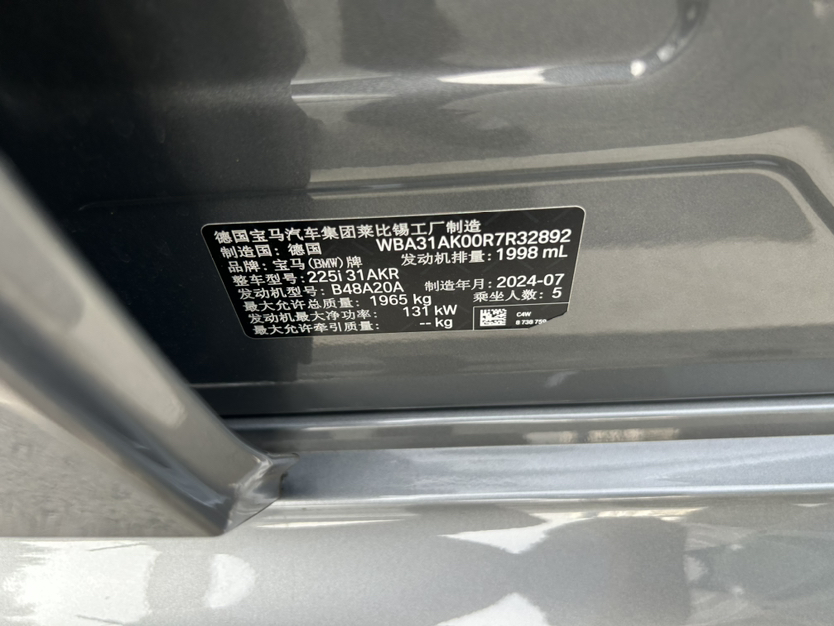 德国宝马汽车集团莱比锡工厂制造
制造国：德国 WBA31AK00R7R32892
品牌：宝马(BMW)牌 发动机排量：1998 mL
整车型号：225i 31AKR
发动机型号：B48A20A 制造年月：2024-07
最大允许总质量：1965 kg 乘坐人数：5
发动机最大净功率：131 kW
最大允许牵引质量：-- kg
C4W
8 738 756